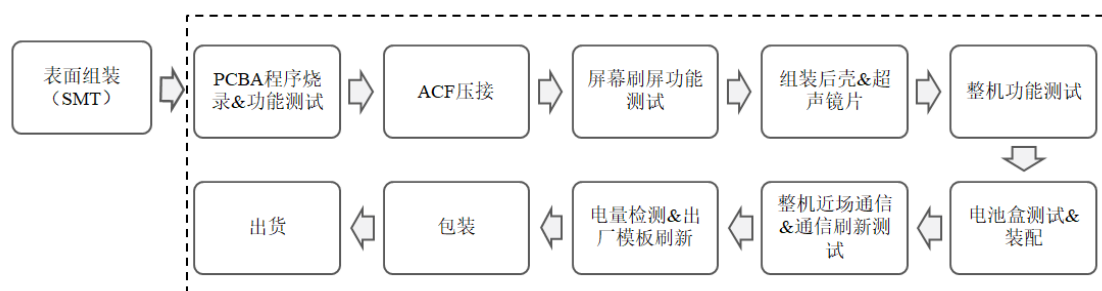 表面组装
（SMT）
PCBA程序烧
录&功能测试
ACF压接
屏幕刷屏功能
测试
组装后壳&超
声镜片
整机功能测试
电池盒测试&
装配
整机近场通信
&通信刷新测
试
电量检测&出
厂模板刷新
包装
出货